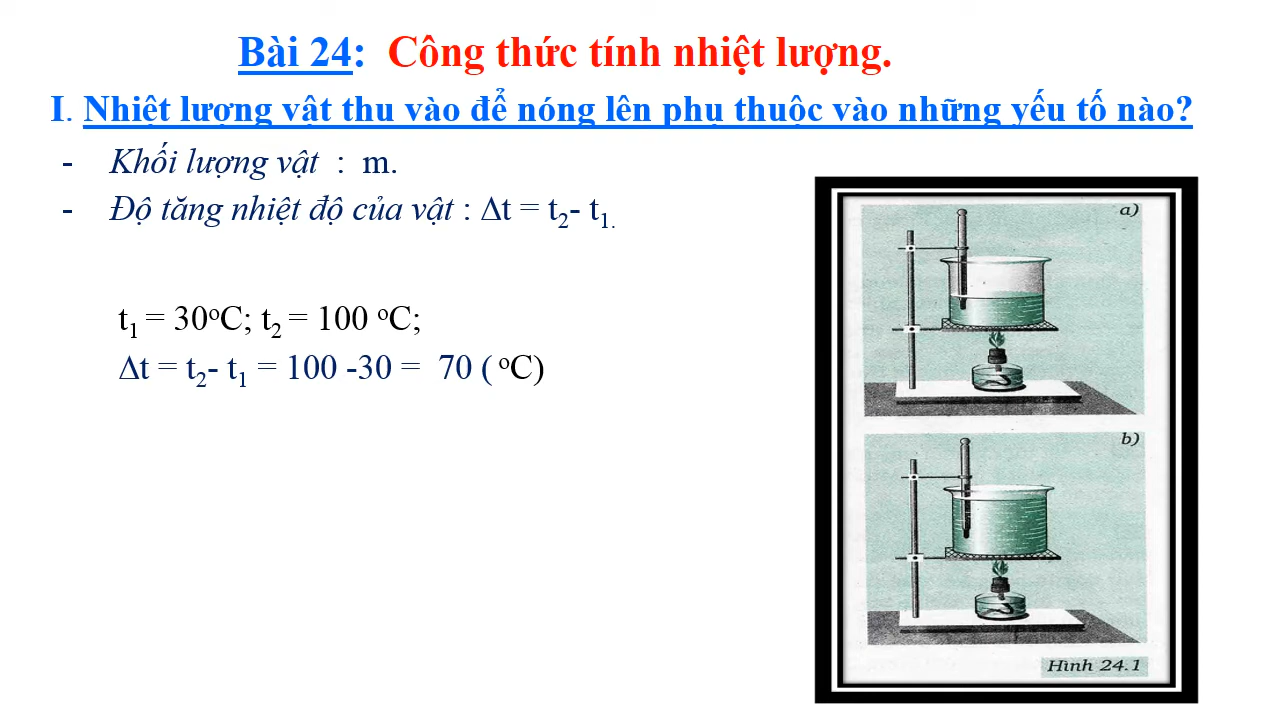 Bài 24: Công thức tính nhiệt lượng.
I. Nhiệt lượng vật thu vào để nóng lên phụ thuộc vào những yếu tố nào?
- Khối lượng vật : m.
- Độ tăng nhiệt độ của vật : Δt = t₂- t₁.
t₁ = 30ᵒC; t₂ = 100 ᵒC;
Δt = t₂- t₁ = 100 -30 = 70 ( ᵒC)
a)
b)
Hình 24.1